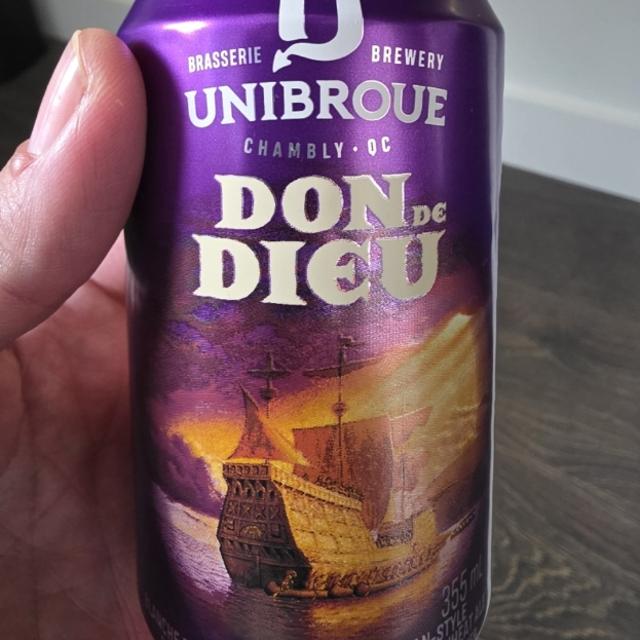 BRASSERIE BREWERY
UNIBROUE
CHAMBLY · QC
DON DE
DIEU
355 mL